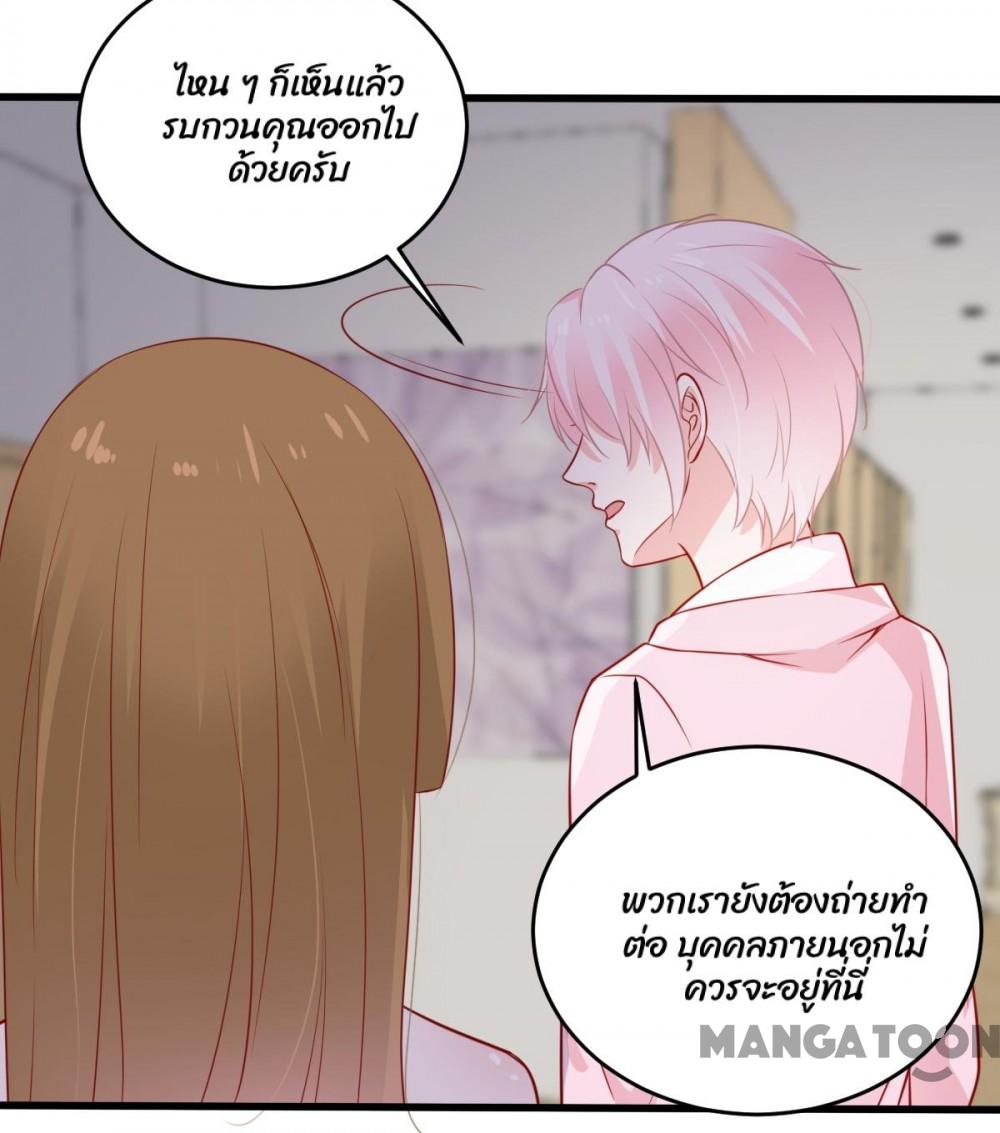 ไหน ๆ ก็เห็นแล้ว
รบกวนคุณออกไป
ด้วยครับ
พวกเรายังต้องถ่ายทำ
ต่อ บุคคลภายนอกไม่
ควรจะอยู่ที่นี่
MANGATOON